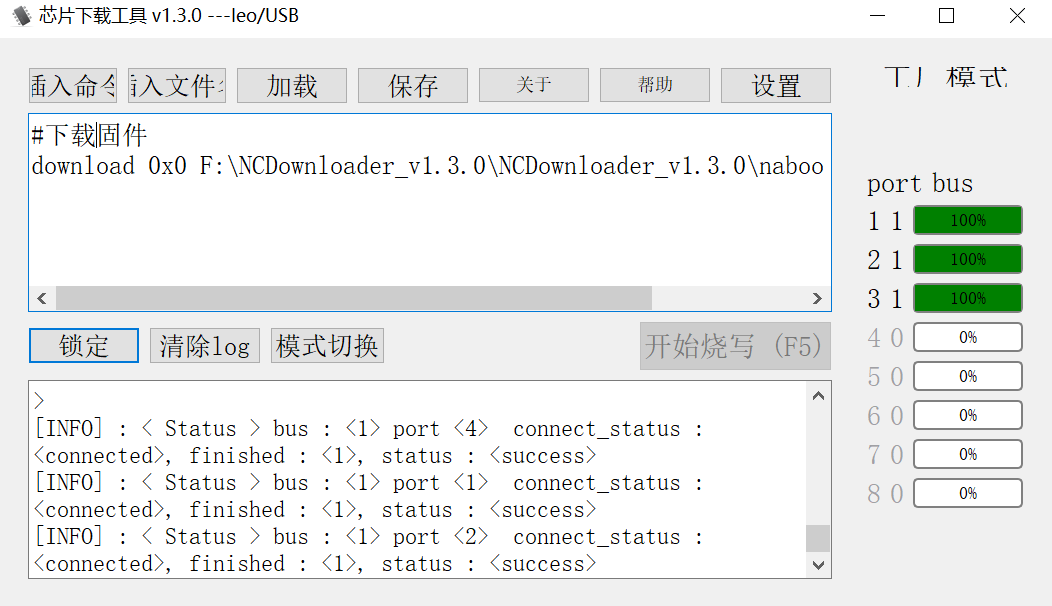 芯片下载工具 v1.3.0 ---leo/USB
插入命令 插入文件 加载 保存 关于 帮助 设置 工厂模式
#下载固件
download 0x0 F:\NCDownloader_v1.3.0\NCDownloader_v1.3.0\naboo
port bus
1 1 100%
2 1 100%
3 1 100%
4 0 0%
5 0 0%
6 0 0%
7 0 0%
8 0 0%
锁定 清除log 模式切换 开始烧写 (F5)
>
[INFO] : < Status > bus : <1> port <4> connect_status :
<connected>, finished : <1>, status : <success>
[INFO] : < Status > bus : <1> port <1> connect_status :
<connected>, finished : <1>, status : <success>
[INFO] : < Status > bus : <1> port <2> connect_status :
<connected>, finished : <1>, status : <success>